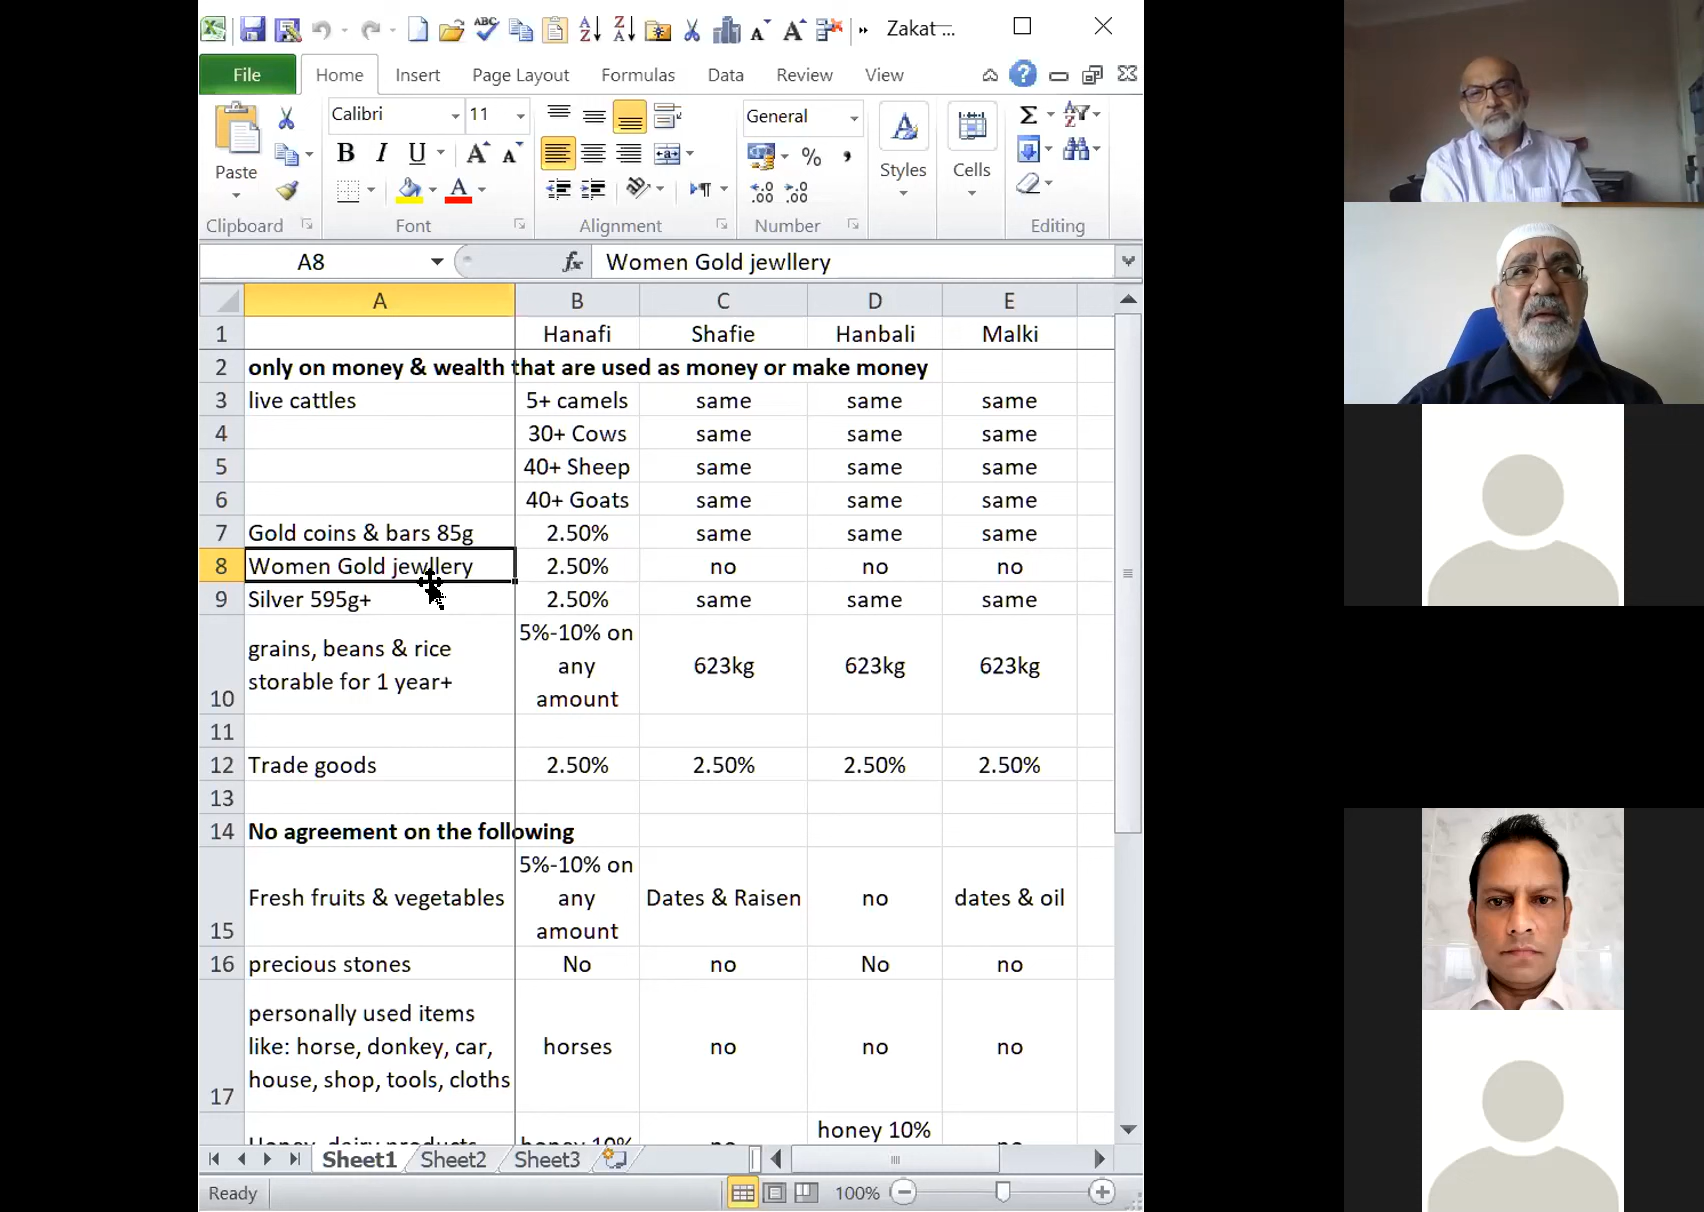 Zakat ...
File Home Insert Page Layout Formulas Data Review View
Calibri 11 General
Paste Styles Cells
Clipboard Font Alignment Number Editing
A8 fx Women Gold jewllery
A B C D E
1 Hanafi Shafie Hanbali Malki
2 only on money & wealth that are used as money or make money
3 live cattles 5+ camels same same same
4 30+ Cows same same same
5 40+ Sheep same same same
6 40+ Goats same same same
7 Gold coins & bars 85g 2.50% same same same
8 Women Gold jewllery 2.50% no no no
9 Silver 595g+ 2.50% same same same
10 grains, beans & rice storable for 1 year+ 5%-10% on any amount 623kg 623kg 623kg
11
12 Trade goods 2.50% 2.50% 2.50% 2.50%
13
14 No agreement on the following
15 Fresh fruits & vegetables 5%-10% on any amount Dates & Raisen no dates & oil
16 precious stones No no No no
17 personally used items like: horse, donkey, car, house, shop, tools, cloths horses no no no
Honey, dairy products honey 10% no honey 10% no
Sheet1 Sheet2 Sheet3
Ready 100%